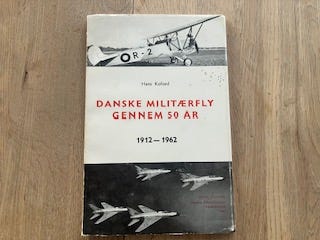 R-2
Hans Kofoed
DANSKE MILITÆRFLY
GENNEM 50 ÅR
1912—1962